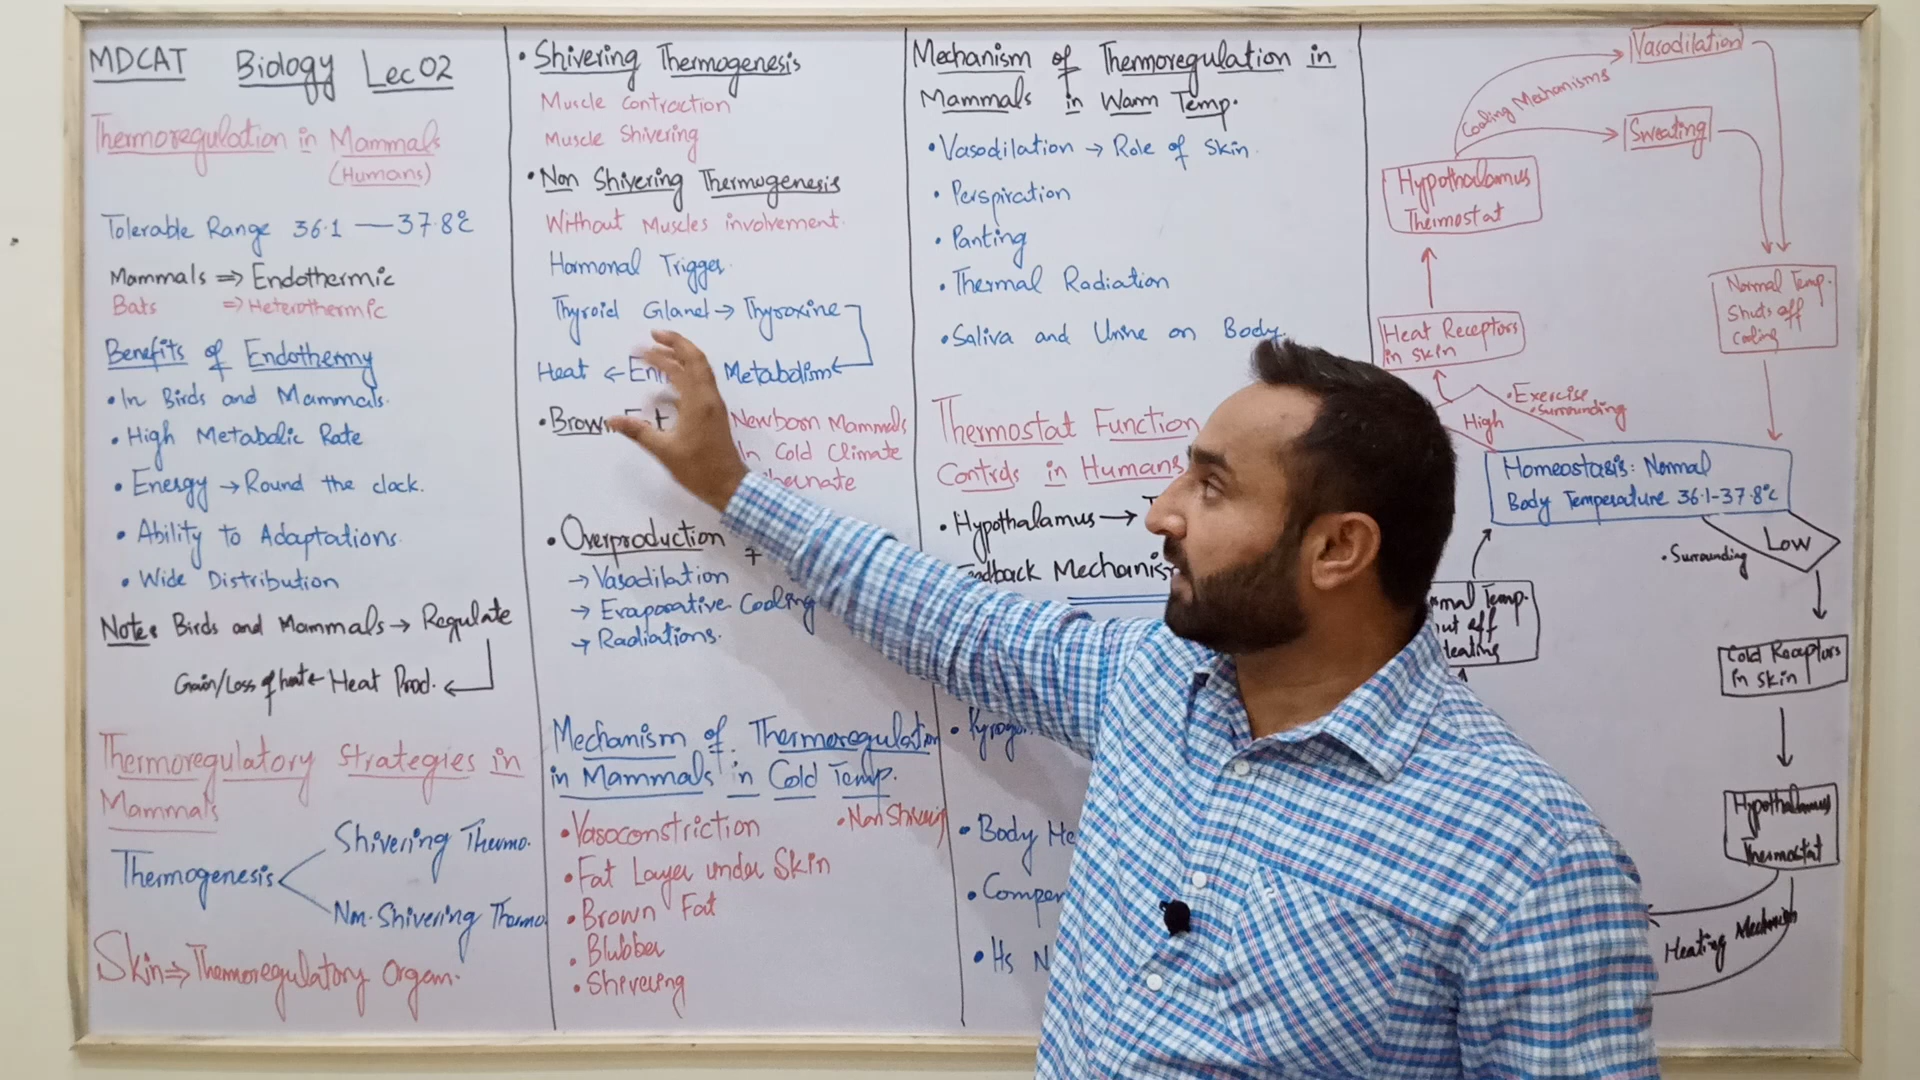 MDCAT Biology Lec 02
Thermoregulation in Mammals
(Humans)
Tolerable Range 36.1 — 37.8°C
Mammals ⇒ Endothermic
Bats ⇒ Heterothermic
Benefits of Endothermy
• In Birds and Mammals.
• High Metabolic Rate
• Energy → Round the clock.
• Ability to Adaptations.
• Wide Distribution
Note: Birds and Mammals → Regulate
Gain/Loss of heat ← Heat Prod. ←
Thermoregulatory Strategies in
Mammals
Thermogenesis
Shivering Thermo.
Non-Shivering Thermo.
Skin ⇒ Thermoregulatory Organ.
• Shivering Thermogenesis
Muscle contraction
Muscle Shivering
• Non Shivering Thermogenesis
Without Muscles involvement.
Hormonal Trigger.
Thyroid Gland → Thyroxine
Heat ← Metabolism ←
• Brown Newborn Mammals
In Cold Climate
• Overproduction
→ Vasodilation
→ Evaporative Cooling
→ Radiations.
Mechanism of Thermoregulation
in Mammals in Cold Temp.
• Vasoconstriction • Non Shivering
• Fat Layer under Skin
• Brown Fat
• Blubber
• Shivering
Mechanism of Thermoregulation in
Mammals in Warm Temp.
• Vasodilation → Role of Skin.
• Perspiration
• Panting
• Thermal Radiation
• Saliva and Urine on Body.
Thermostat Function
Controls in Humans
• Hypothalamus →
Mechanism
• Pyrogen
• Body
•
• Its
Vasodilation
Cooling Mechanisms
Sweating
Hypothalamus
Thermostat
Normal Temp.
Shuts off
Cooling
Heat Receptors
in skin
• Exercise
• Surrounding
High
Homeostasis: Normal
Body Temperature 36.1-37.8°C
Low
• Surrounding
Temp.
off
Cold Receptors
in skin
Hypothalamus
Thermostat
Heating Mechanism